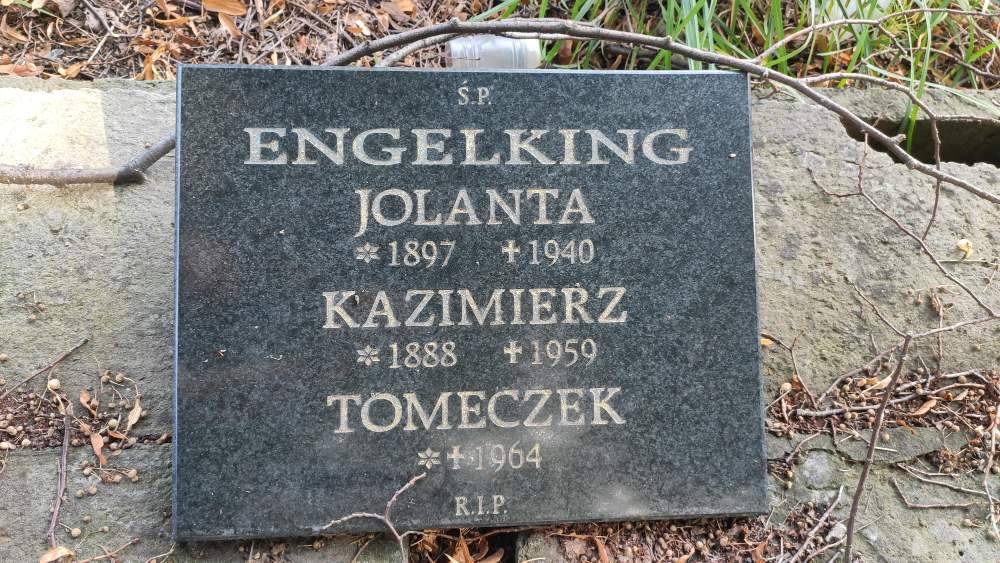 Ś.P.
ENGELKING
JOLANTA
✲1897 ✝1940
KAZIMIERZ
✲1888 ✝1959
TOMECZEK
✲✝1964
R.I.P.